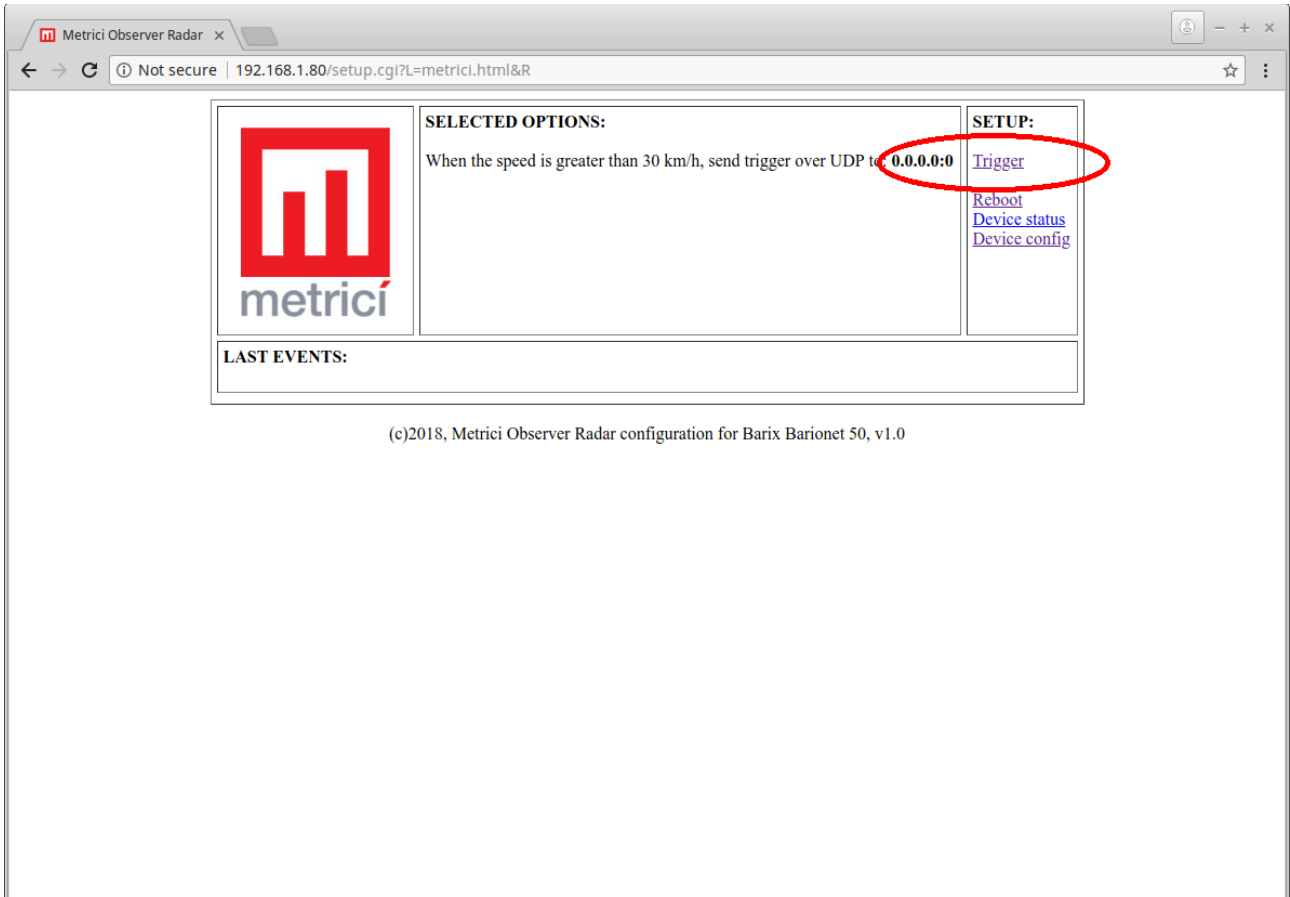 Metrici Observer Radar
Not secure | 192.168.1.80/setup.cgi?L=metrici.html&R
metricí
SELECTED OPTIONS:
When the speed is greater than 30 km/h, send trigger over UDP to: 0.0.0.0:0
SETUP:
Trigger
Reboot
Device status
Device config
LAST EVENTS:
(c)2018, Metrici Observer Radar configuration for Barix Barionet 50, v1.0